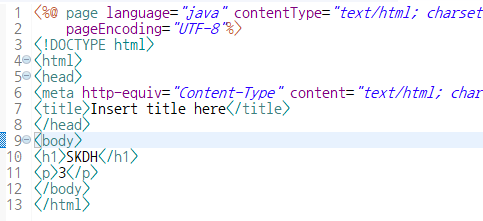 1 <%@ page language="java" contentType="text/html; charset
2 pageEncoding="UTF-8"%>
3 <!DOCTYPE html>
4 <html>
5 <head>
6 <meta http-equiv="Content-Type" content="text/html; char
7 <title>Insert title here</title>
8 </head>
9 <body>
10 <h1>SKDH</h1>
11 <p>3</p>
12 </body>
13 </html>